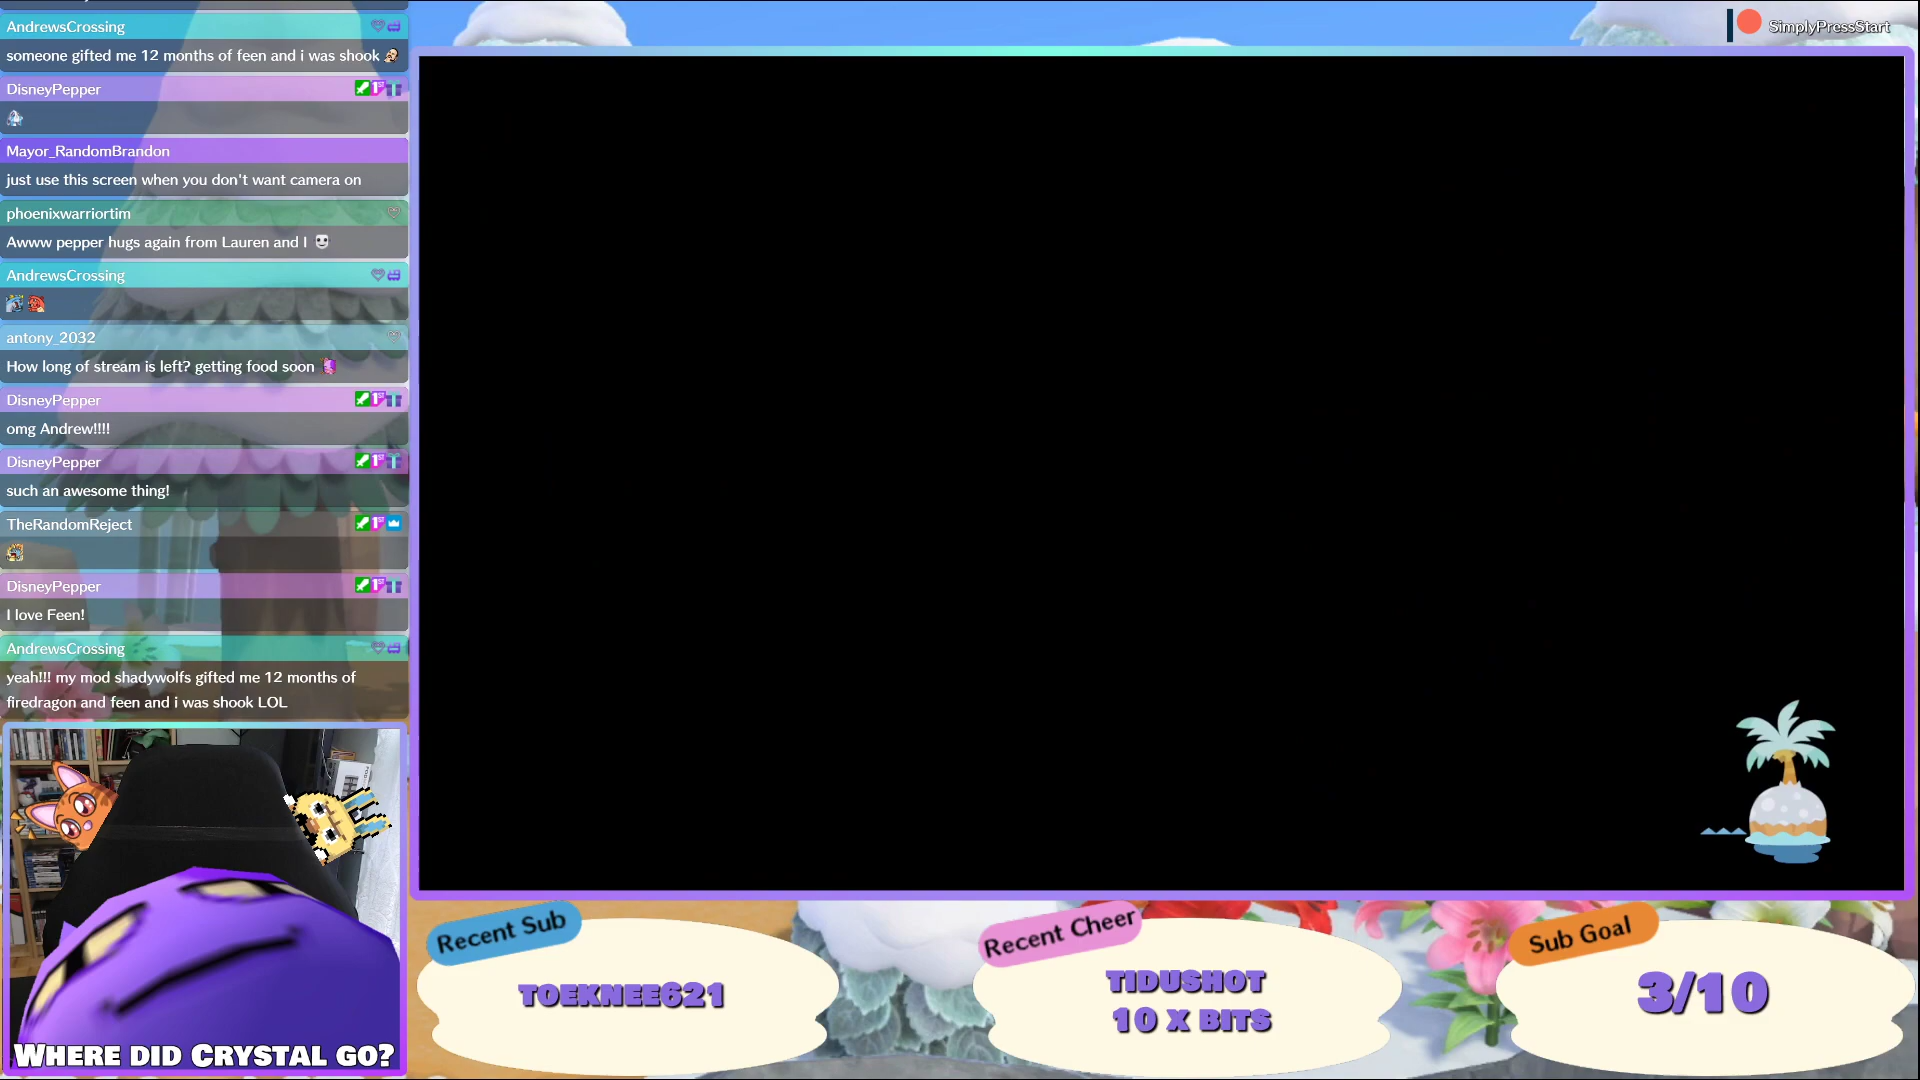 AndrewsCrossing
someone gifted me 12 months of feen and i was shook
DisneyPepper
Mayor_RandomBrandon
just use this screen when you don't want camera on
phoenixwarriortim
Awww pepper hugs again from Lauren and I
AndrewsCrossing
antony_2032
How long of stream is left? getting food soon
DisneyPepper
omg Andrew!!!!
DisneyPepper
such an awesome thing!
TheRandomReject
DisneyPepper
I love Feen!
AndrewsCrossing
yeah!!! my mod shadywolfs gifted me 12 months of
firedragon and feen and i was shook LOL
WHERE DID CRYSTAL GO?
SimplyPressStart
Recent Sub
TOEKNEE621
Recent Cheer
TIDUSHOT
10 X BITS
Sub Goal
3/10